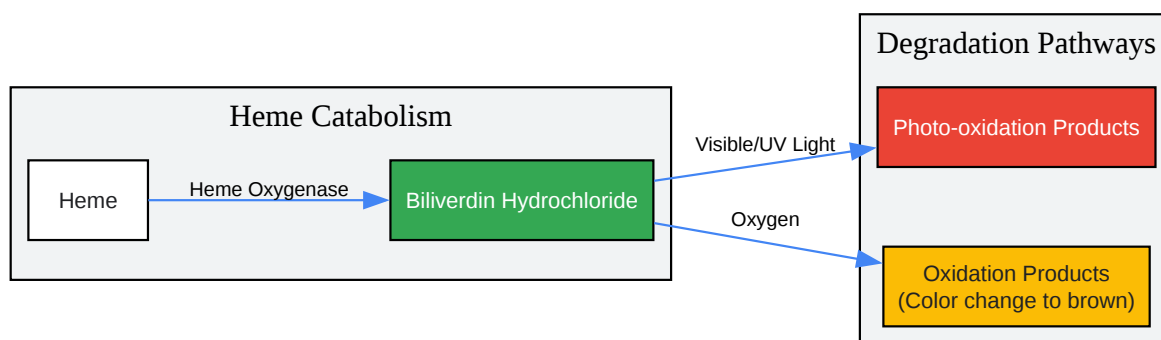 Heme Catabolism
Heme
Heme Oxygenase
Biliverdin Hydrochloride
Visible/UV Light
Oxygen
Degradation Pathways
Photo-oxidation Products
Oxidation Products
(Color change to brown)